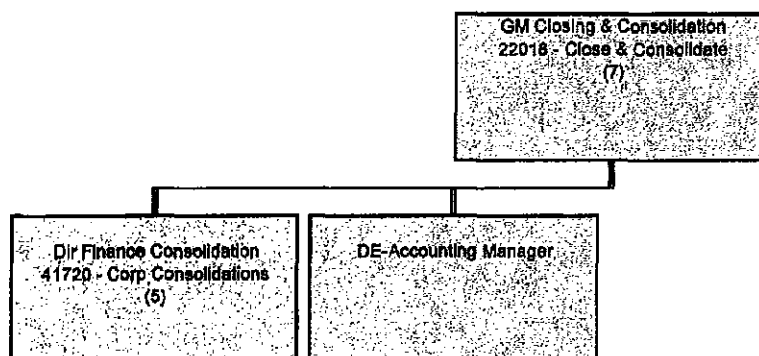 GM Closing & Consolidation
22018 - Close & Consolidate
(7)
Dir Finance Consolidation
41720 - Corp Consolidations
(5)
DE-Accounting Manager